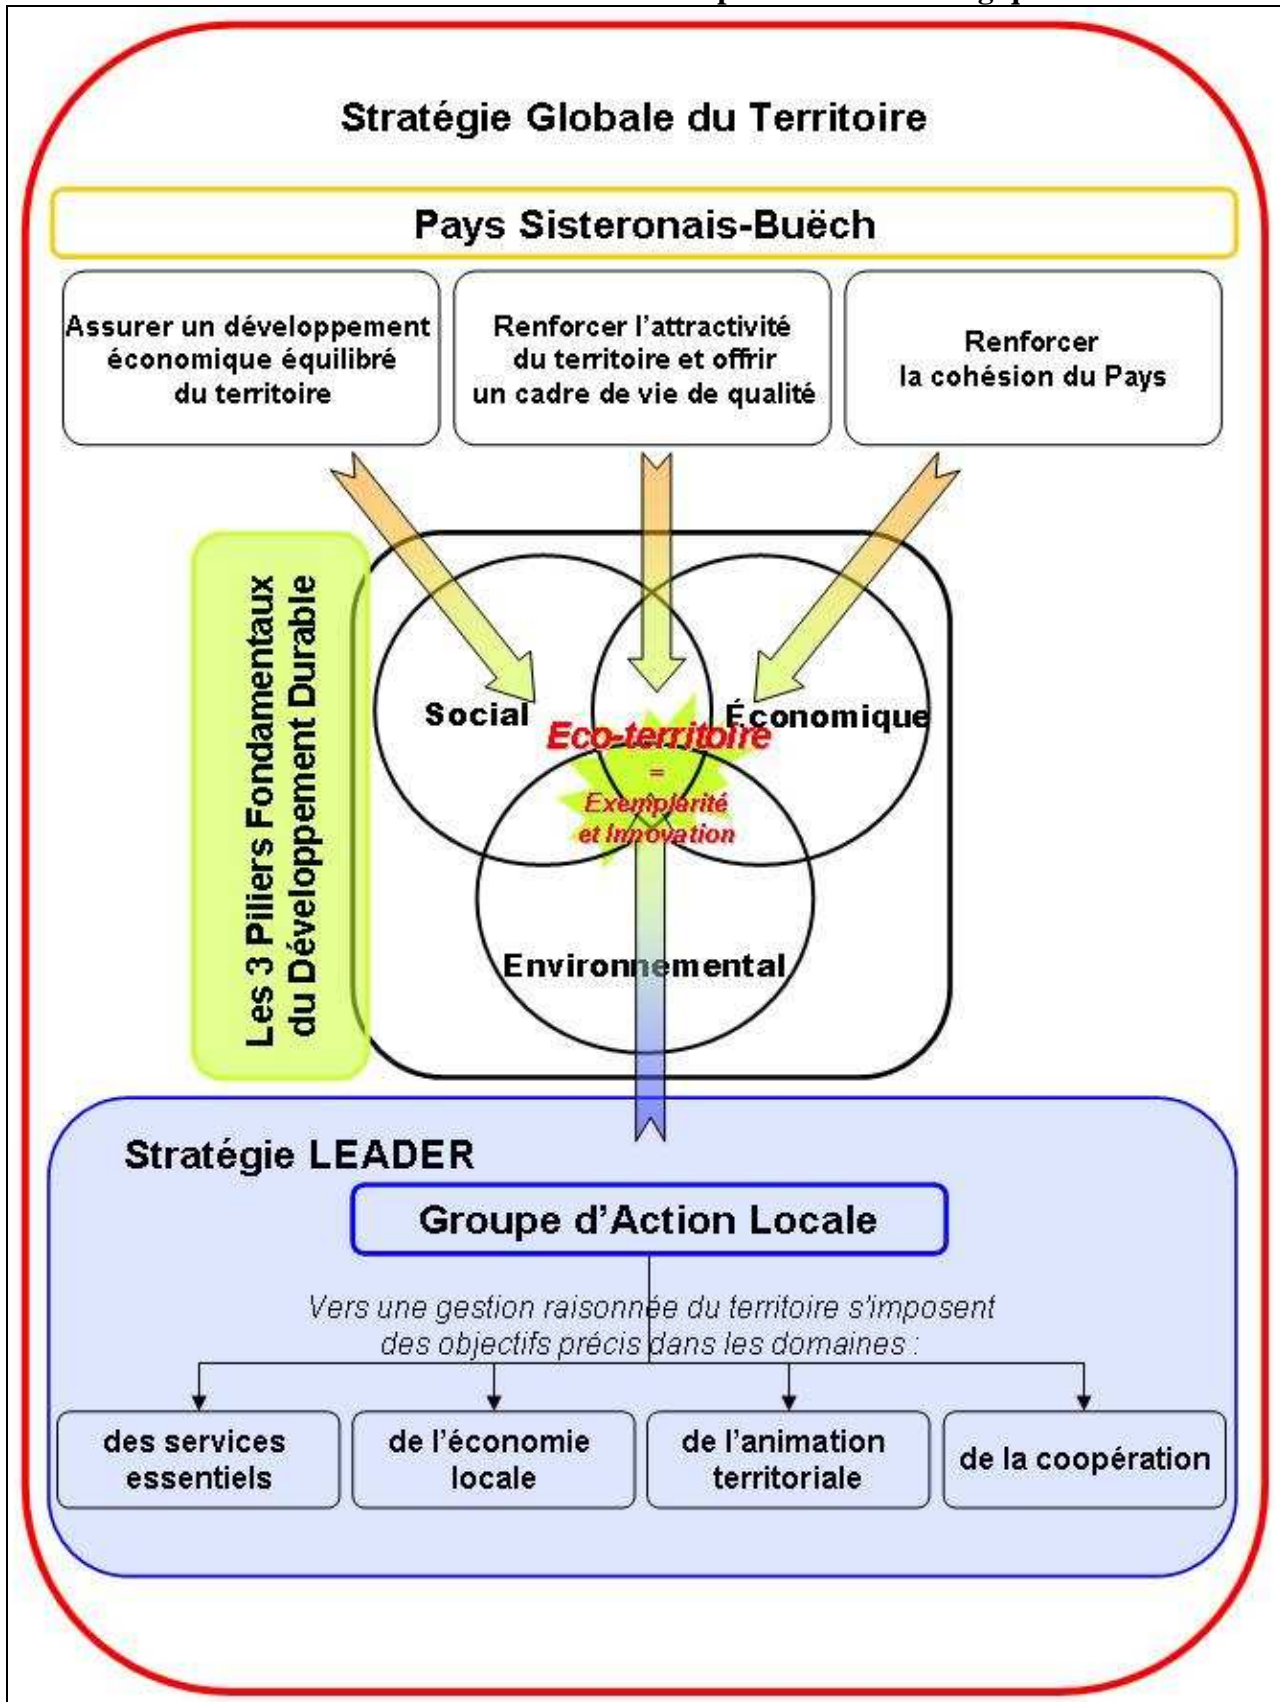 Stratégie Globale du Territoire
Pays Sisteronais-Buëch
Assurer un développement
économique équilibré
du territoire
Renforcer l'attractivité
du territoire et offrir
un cadre de vie de qualité
Renforcer
la cohésion du Pays
Les 3 Piliers Fondamentaux
du Développement Durable
Social
Économique
Eco-territoire
=
Exemplarité
et Innovation
Environnemental
Stratégie LEADER
Groupe d'Action Locale
Vers une gestion raisonnée du territoire s'imposent
des objectifs précis dans les domaines :
des services
essentiels
de l'économie
locale
de l'animation
territoriale
de la coopération